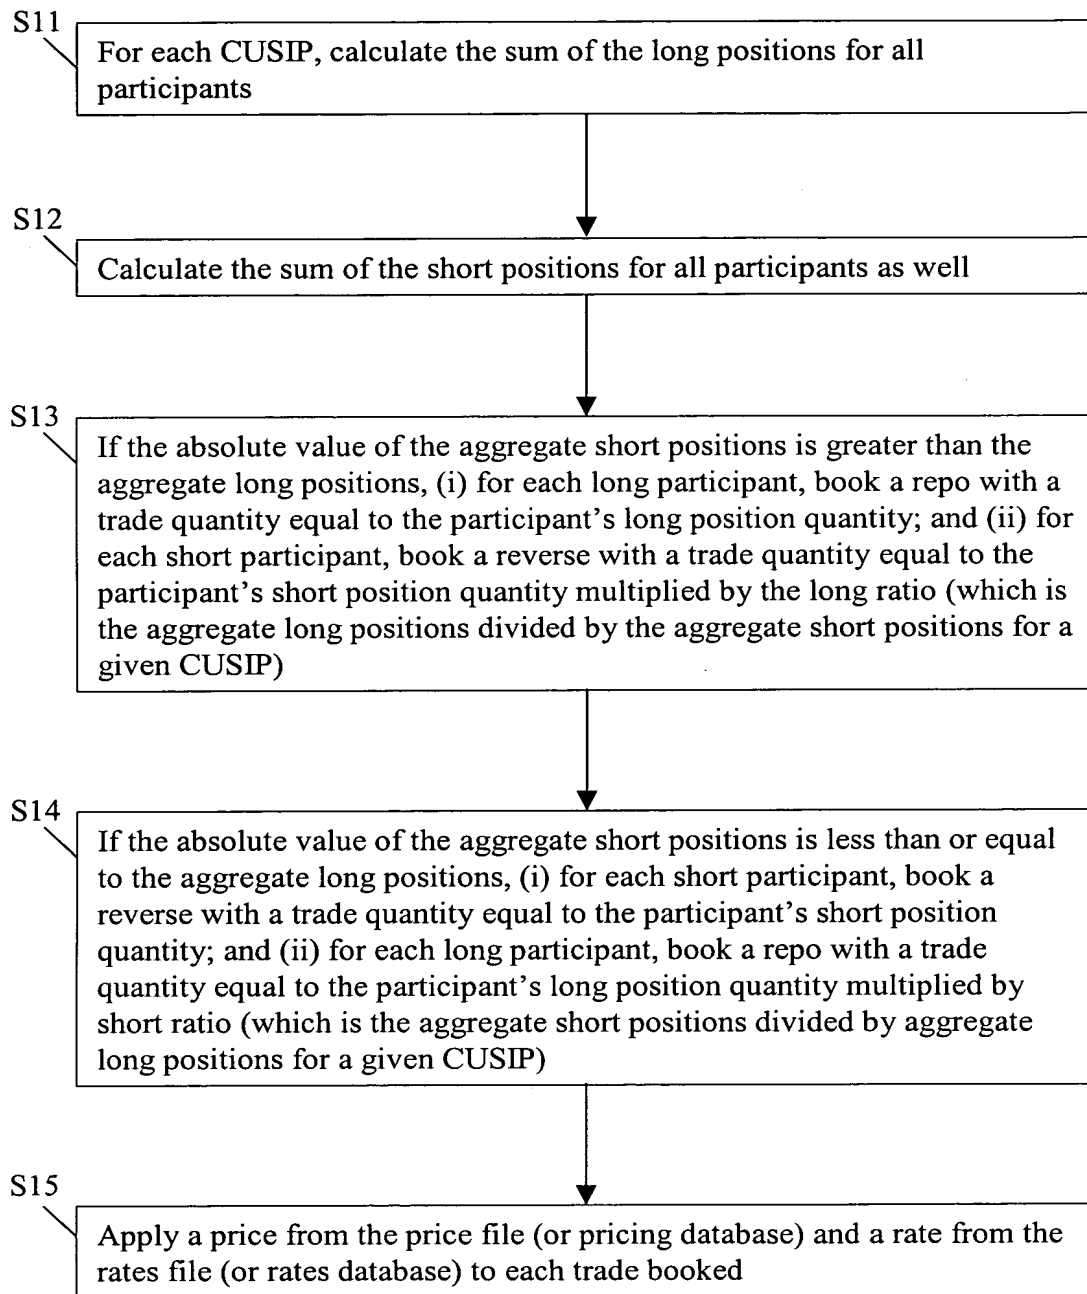 S11
For each CUSIP, calculate the sum of the long positions for all
participants
S12
Calculate the sum of the short positions for all participants as well
S13
If the absolute value of the aggregate short positions is greater than the
aggregate long positions, (i) for each long participant, book a repo with a
trade quantity equal to the participant's long position quantity; and (ii) for
each short participant, book a reverse with a trade quantity equal to the
participant's short position quantity multiplied by the long ratio (which is
the aggregate long positions divided by the aggregate short positions for a
given CUSIP)
S14
If the absolute value of the aggregate short positions is less than or equal
to the aggregate long positions, (i) for each short participant, book a
reverse with a trade quantity equal to the participant's short position
quantity; and (ii) for each long participant, book a repo with a trade
quantity equal to the participant's long position quantity multiplied by
short ratio (which is the aggregate short positions divided by aggregate
long positions for a given CUSIP)
S15
Apply a price from the price file (or pricing database) and a rate from the
rates file (or rates database) to each trade booked